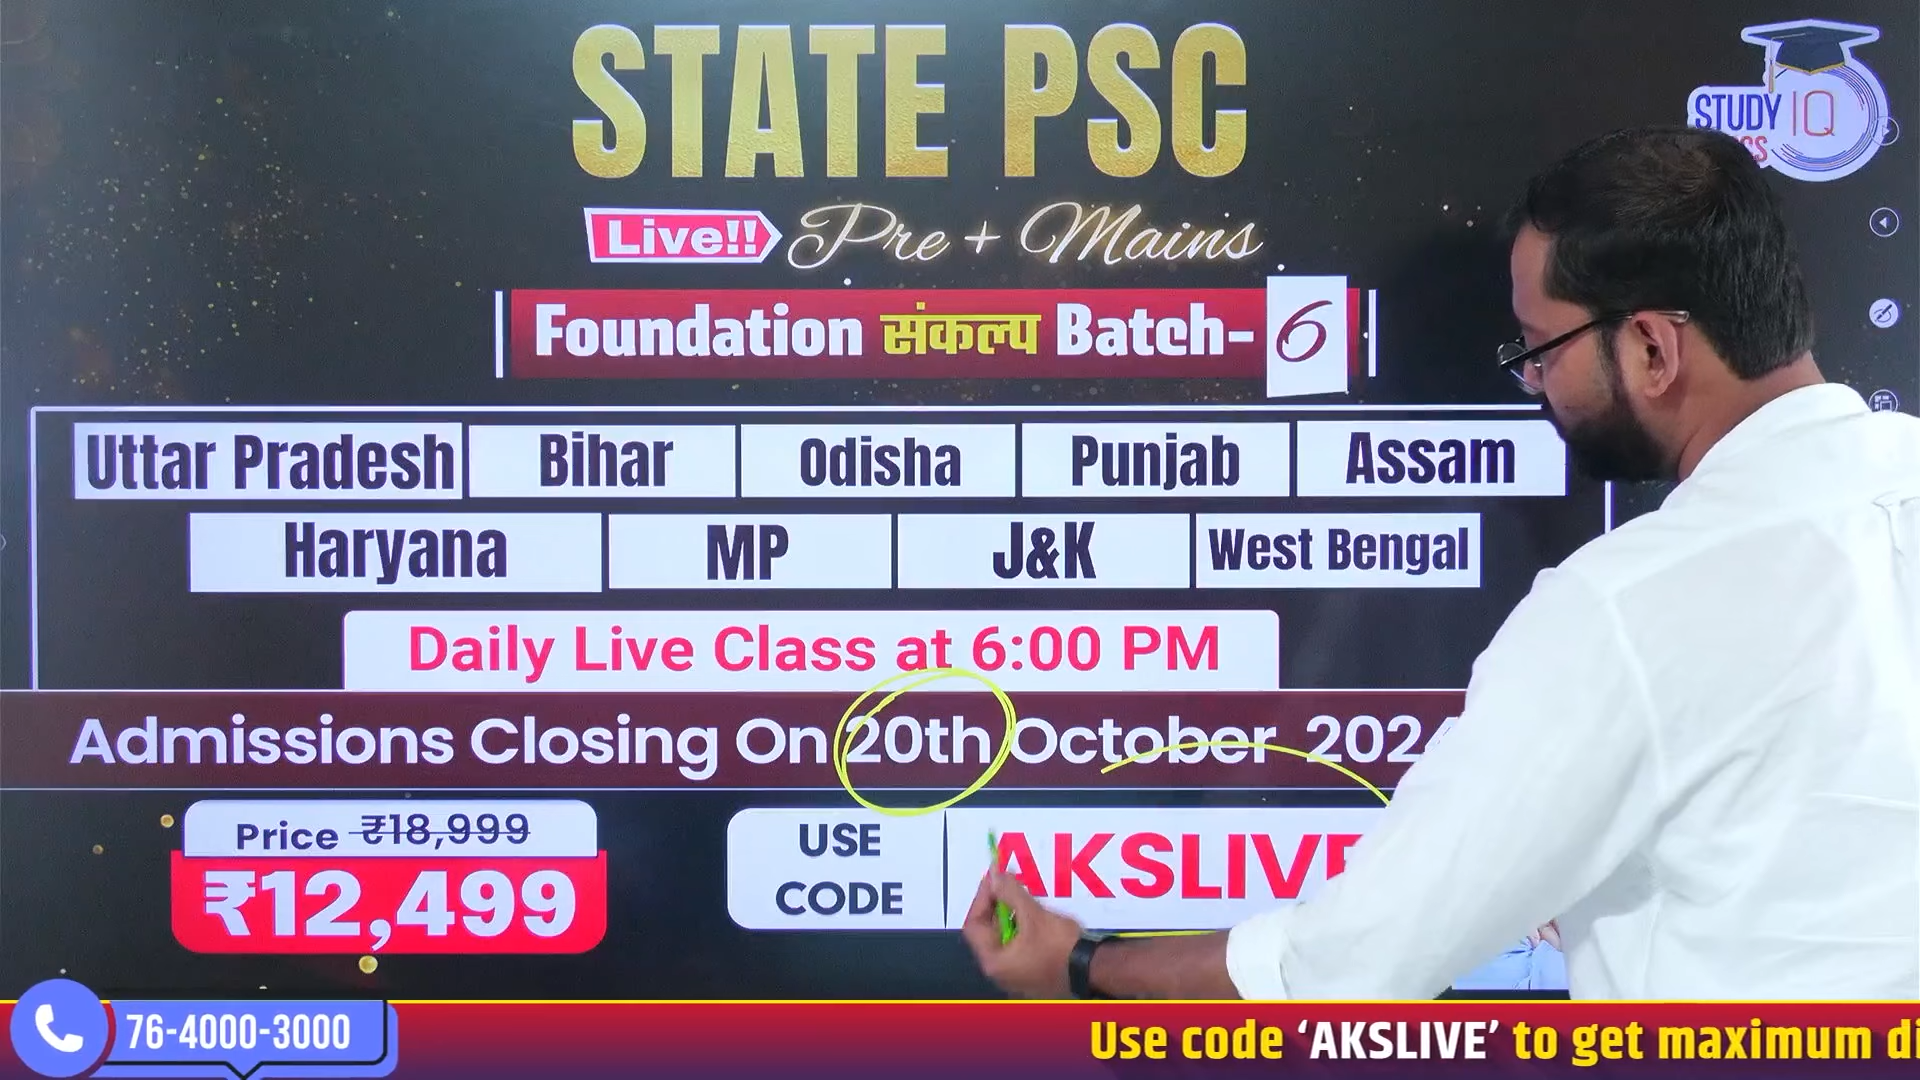 STATE PSC
STUDY IQ
Live!! Pre + Mains
Foundation संकल्प Batch- 6
Uttar Pradesh Bihar Odisha Punjab Assam
Haryana MP J&K West Bengal
Daily Live Class at 6:00 PM
Admissions Closing On 20th October 2024
Price ₹18,999
₹12,499
USE
CODE
AKSLIVE
76-4000-3000
Use code ‘AKSLIVE’ to get maximum di